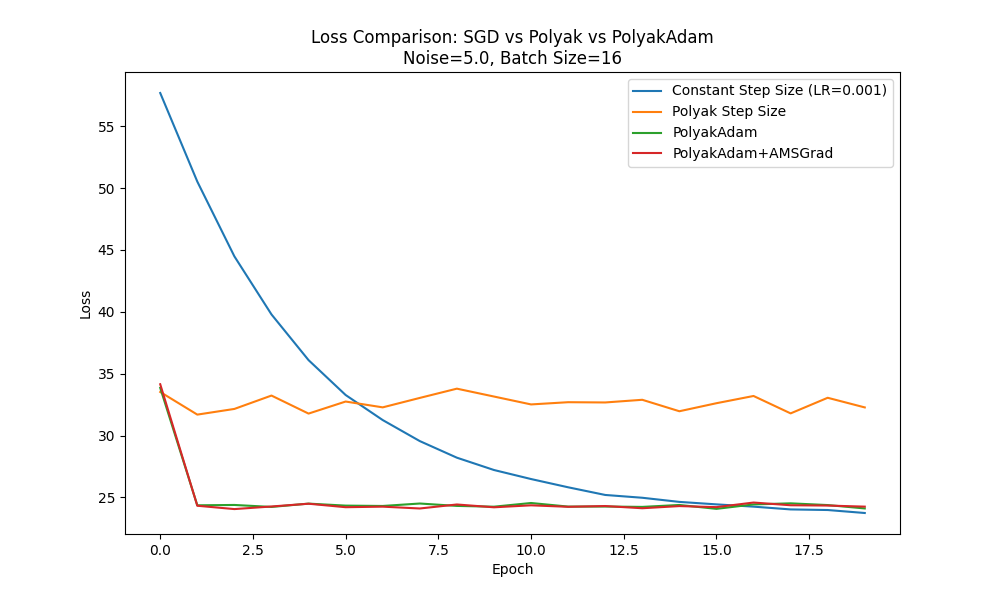 Loss Comparison: SGD vs Polyak vs PolyakAdam
Noise=5.0, Batch Size=16
Constant Step Size (LR=0.001)
Polyak Step Size
PolyakAdam
PolyakAdam+AMSGrad
Loss
55
50
45
40
35
30
25
0.0 2.5 5.0 7.5 10.0 12.5 15.0 17.5
Epoch